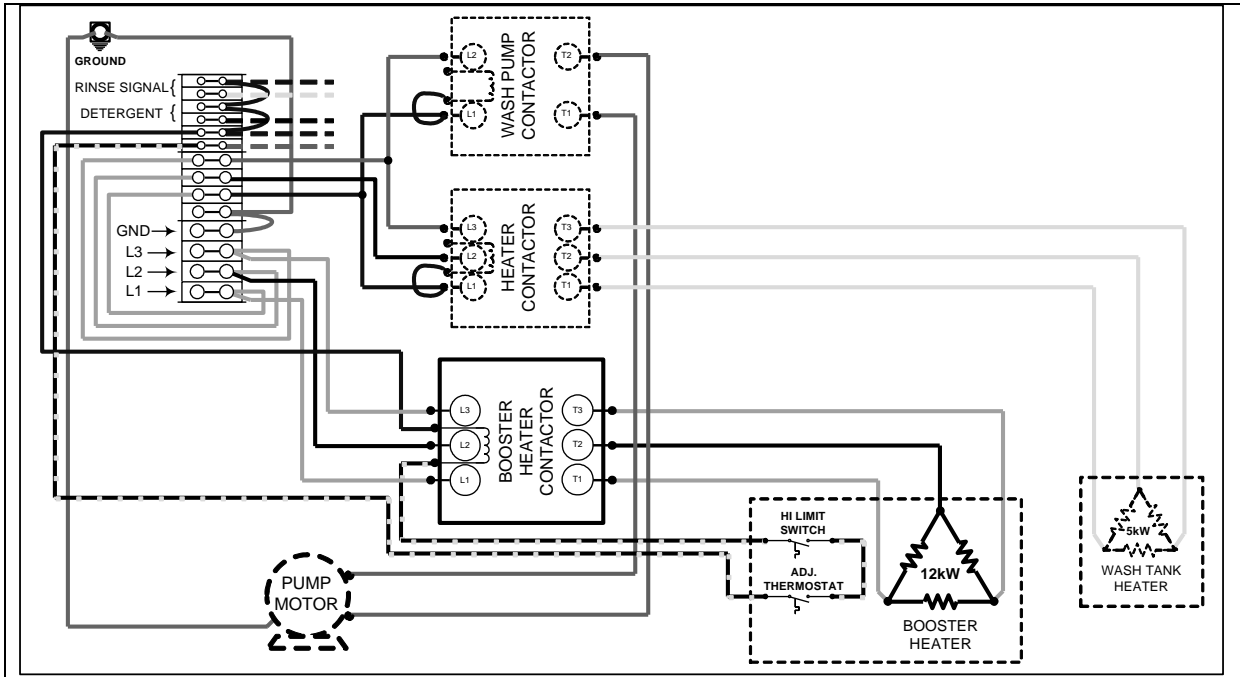 GROUND
RINSE SIGNAL {
DETERGENT {
GND
L3
L2
L1
L2
L1
T2
T1
WASH PUMP
CONTACTOR
L3
L2
L1
T3
T2
T1
HEATER
CONTACTOR
L3
L2
L1
T3
T2
T1
BOOSTER
HEATER
CONTACTOR
PUMP
MOTOR
HI LIMIT
SWITCH
ADJ.
THERMOSTAT
12kW
BOOSTER
HEATER
5kW
WASH TANK
HEATER